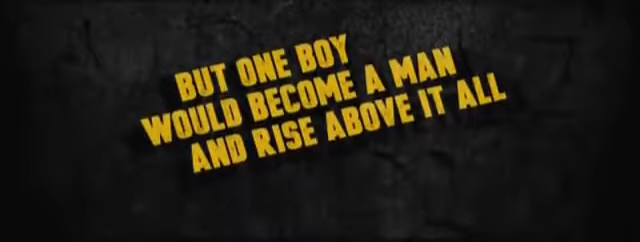 BUT ONE BOY
WOULD BECOME A MAN
AND RISE ABOVE IT ALL